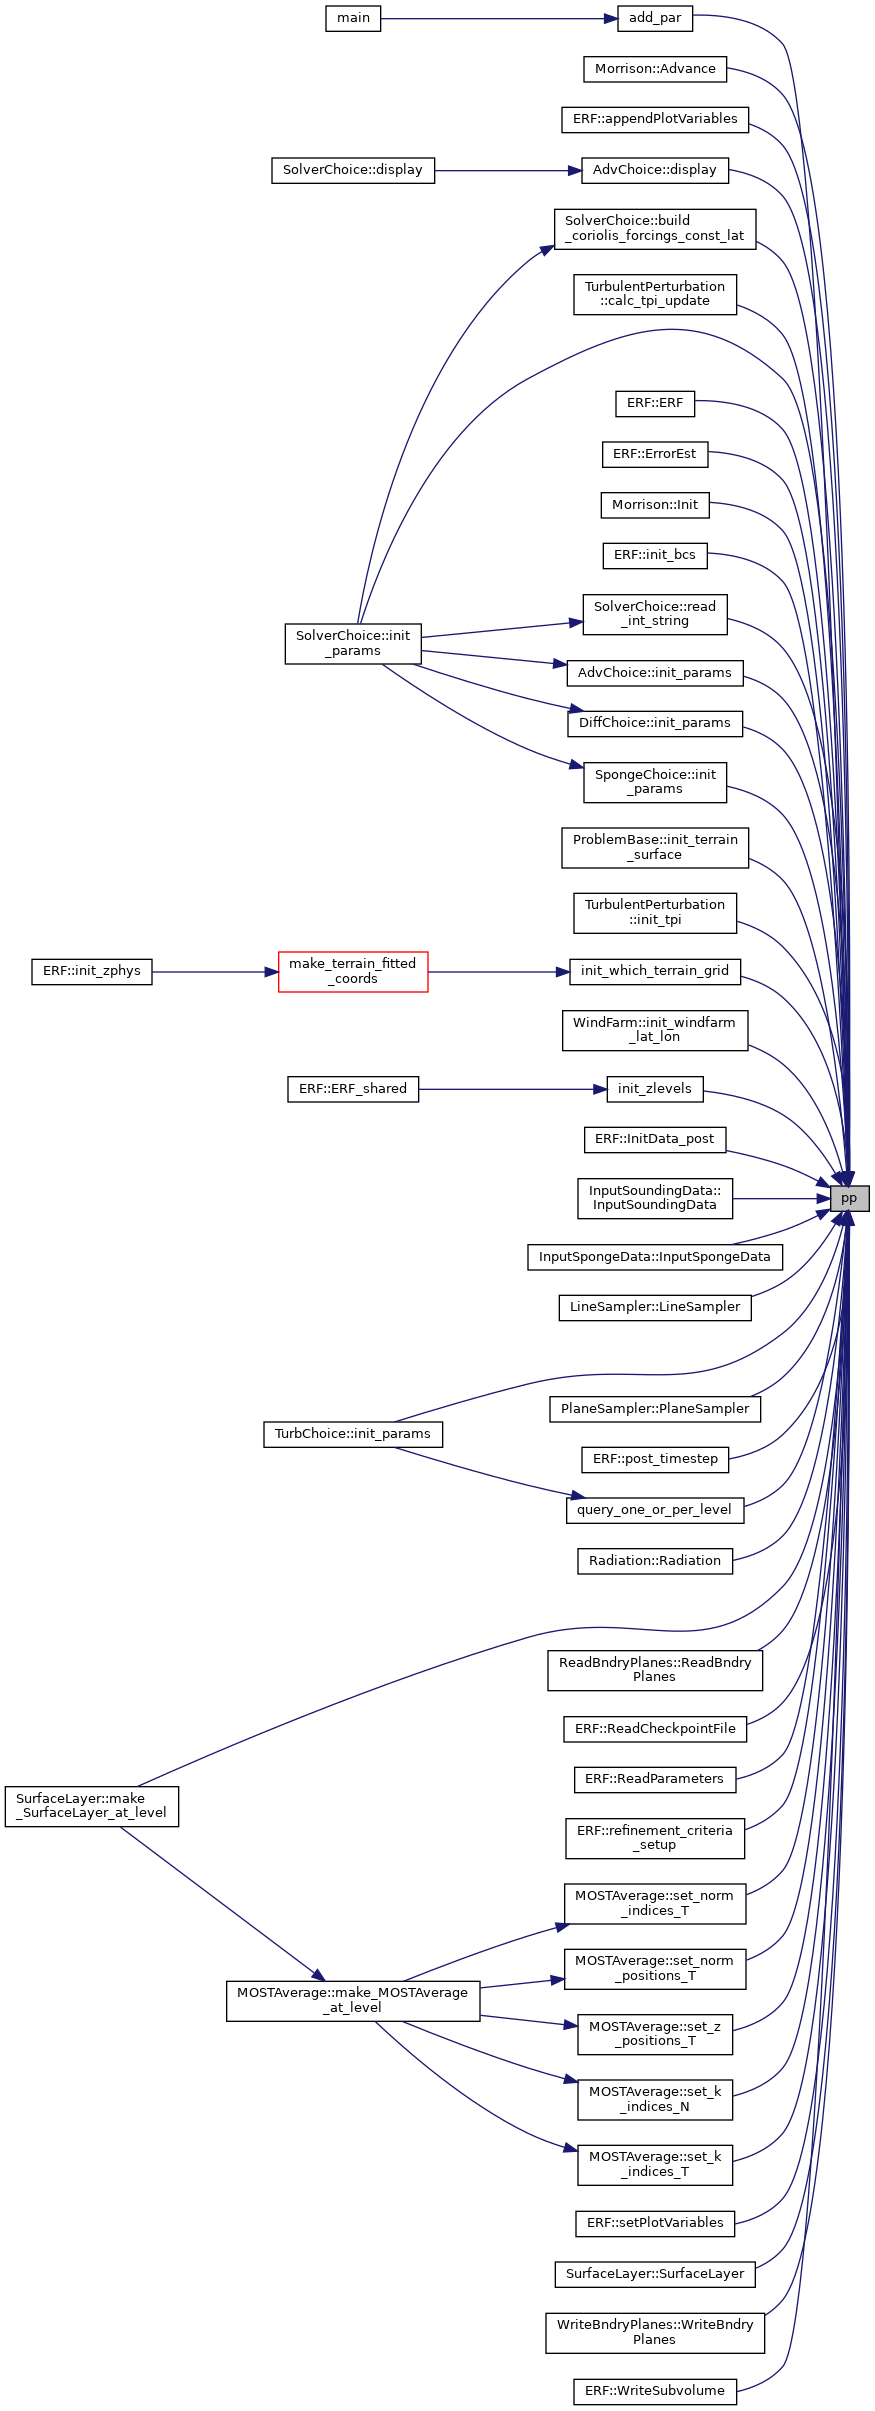 main
add_par
Morrison::Advance
ERF::appendPlotVariables
SolverChoice::display
AdvChoice::display
SolverChoice::build
_coriolis_forcings_const_lat
TurbulentPerturbation
::calc_tpi_update
ERF::ERF
ERF::ErrorEst
Morrison::Init
ERF::init_bcs
SolverChoice::read
_int_string
SolverChoice::init
_params
AdvChoice::init_params
DiffChoice::init_params
SpongeChoice::init
_params
ProblemBase::init_terrain
_surface
TurbulentPerturbation
::init_tpi
ERF::init_zphys
make_terrain_fitted
_coords
init_which_terrain_grid
WindFarm::init_windfarm
_lat_lon
ERF::ERF_shared
init_zlevels
ERF::InitData_post
pp
InputSoundingData::
InputSoundingData
InputSpongeData::InputSpongeData
LineSampler::LineSampler
PlaneSampler::PlaneSampler
TurbChoice::init_params
ERF::post_timestep
query_one_or_per_level
Radiation::Radiation
ReadBndryPlanes::ReadBndry
Planes
ERF::ReadCheckpointFile
ERF::ReadParameters
SurfaceLayer::make
_SurfaceLayer_at_level
ERF::refinement_criteria
_setup
MOSTAverage::set_norm
_indices_T
MOSTAverage::set_norm
_positions_T
MOSTAverage::make_MOSTAverage
_at_level
MOSTAverage::set_z
_positions_T
MOSTAverage::set_k
_indices_N
MOSTAverage::set_k
_indices_T
ERF::setPlotVariables
SurfaceLayer::SurfaceLayer
WriteBndryPlanes::WriteBndry
Planes
ERF::WriteSubvolume